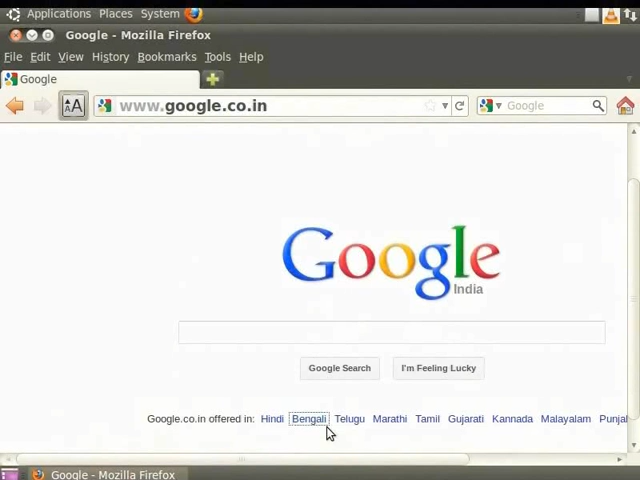 Applications Places System
Google - Mozilla Firefox
File Edit View History Bookmarks Tools Help
Google
AA www.google.co.in Google
Google
India
Google Search I'm Feeling Lucky
Google.co.in offered in: Hindi Bengali Telugu Marathi Tamil Gujarati Kannada Malayalam Punjal
Google - Mozilla Firefox